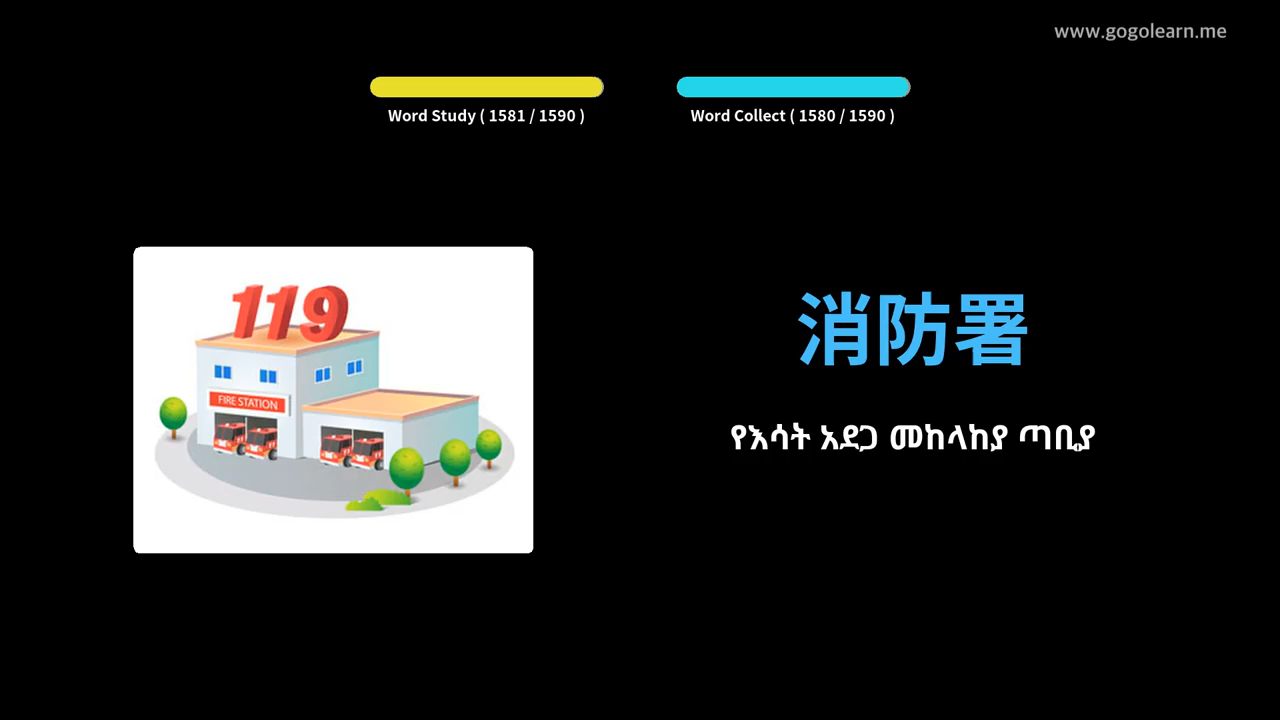 www.gogolearn.me
Word Study ( 1581 / 1590 )
Word Collect ( 1580 / 1590 )
119
FIRE STATION
消防署
የእሳት አደጋ መከላከያ ጣቢያ